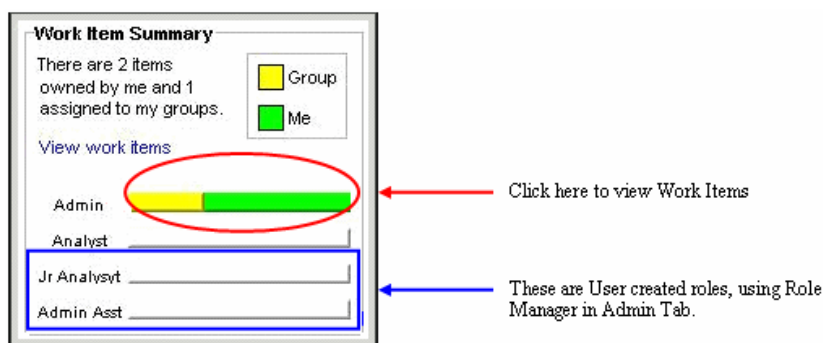 Work Item Summary
There are 2 items
owned by me and 1
assigned to my groups.
Group
Me
View work items
Admin
Click here to view Work Items
Analyst
Jr Analysyt
These are User created roles, using Role
Manager in Admin Tab.
Admin Asst